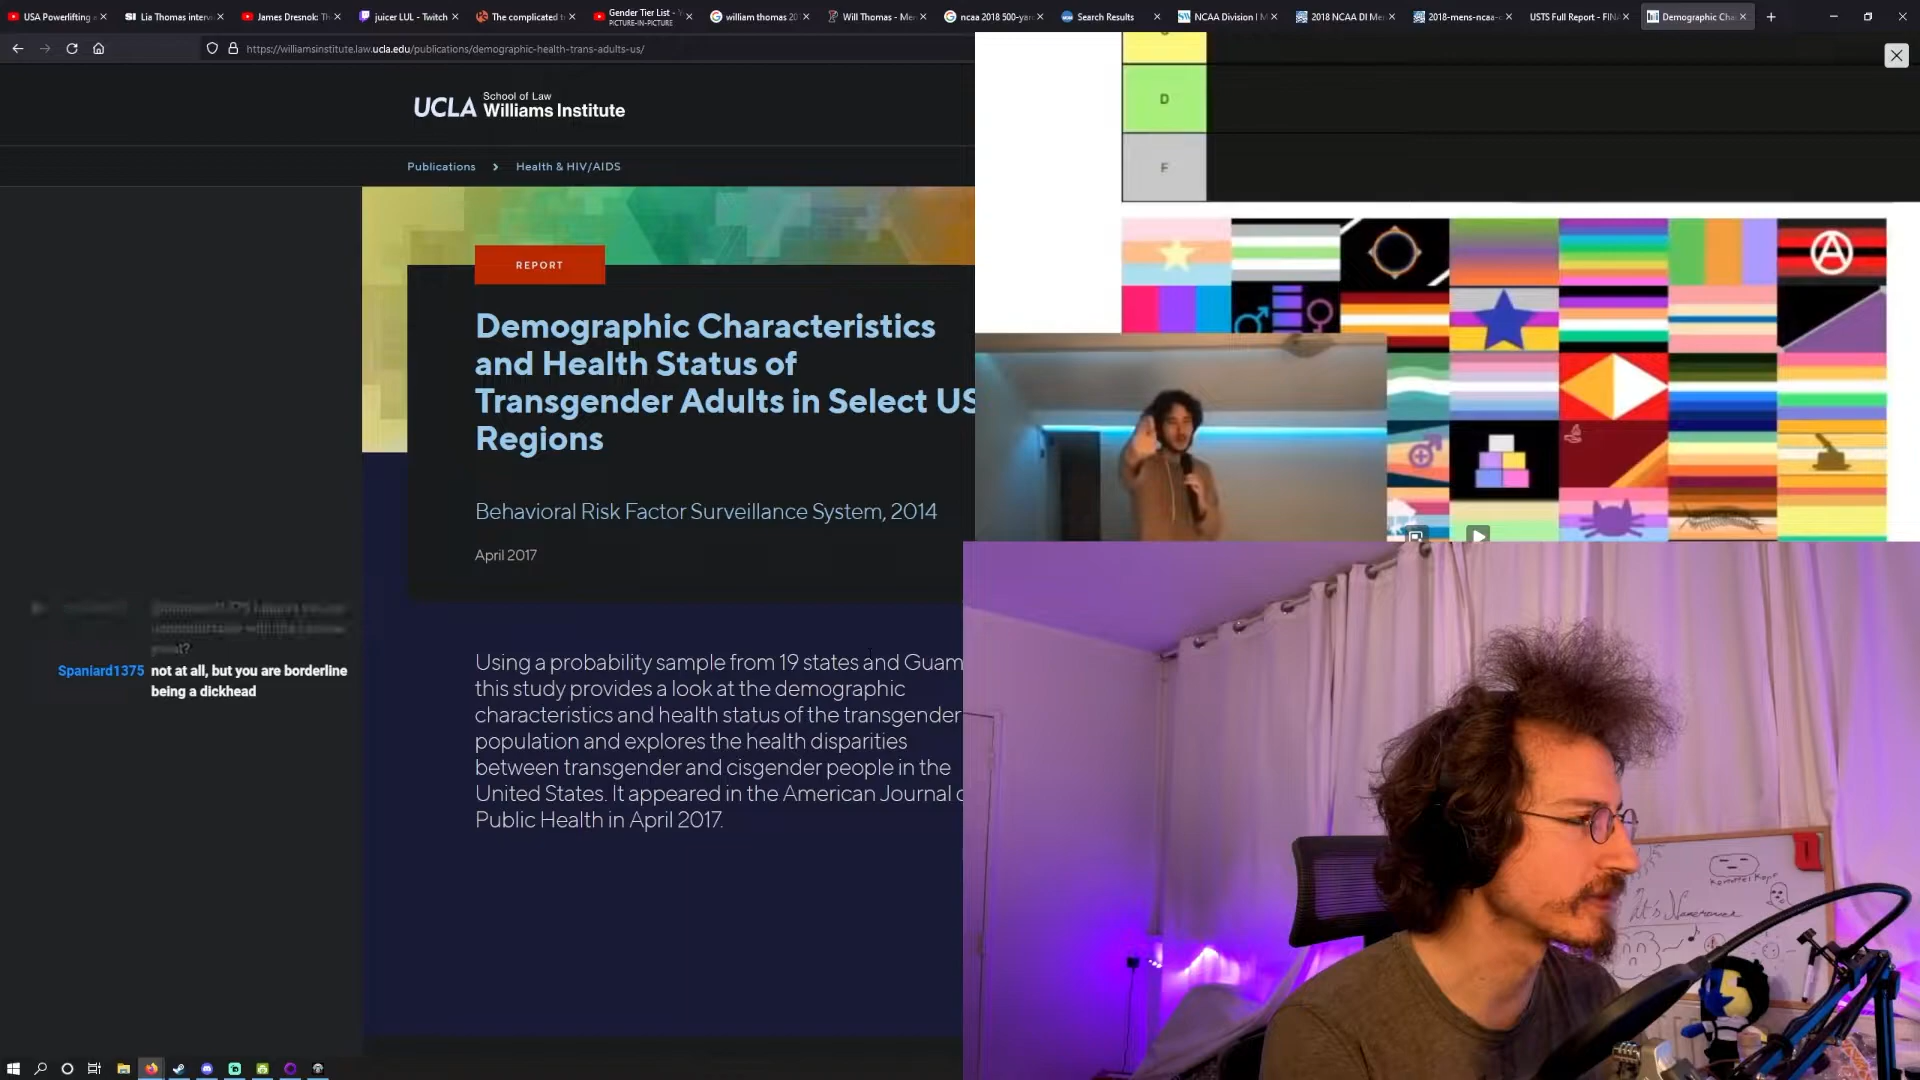 USA Powerlifting
Lia Thomas interv
James Dresnok: Th
juicer LUL - Twitch
The complicated t
Gender Tier List - Y
PICTURE-IN-PICTURE
william thomas 20
Will Thomas - Me
ncaa 2018 500-yar
Search Results
NCAA Division I M
2018 NCAA DI Me
2018-mens-ncaa-
USTS Full Report - FIN
Demographic Cha
https://williamsinstitute.law.ucla.edu/publications/demographic-health-trans-adults-us/
UCLA School of Law
Williams Institute
Publications > Health & HIV/AIDS
REPORT
Demographic Characteristics
and Health Status of
Transgender Adults in Select US
Regions
Behavioral Risk Factor Surveillance System, 2014
April 2017
Using a probability sample from 19 states and Guam
this study provides a look at the demographic
characteristics and health status of the transgender
population and explores the health disparities
between transgender and cisgender people in the
United States. It appeared in the American Journal
Public Health in April 2017.
Spaniard1375 not at all, but you are borderline
being a dickhead
D
F
It's